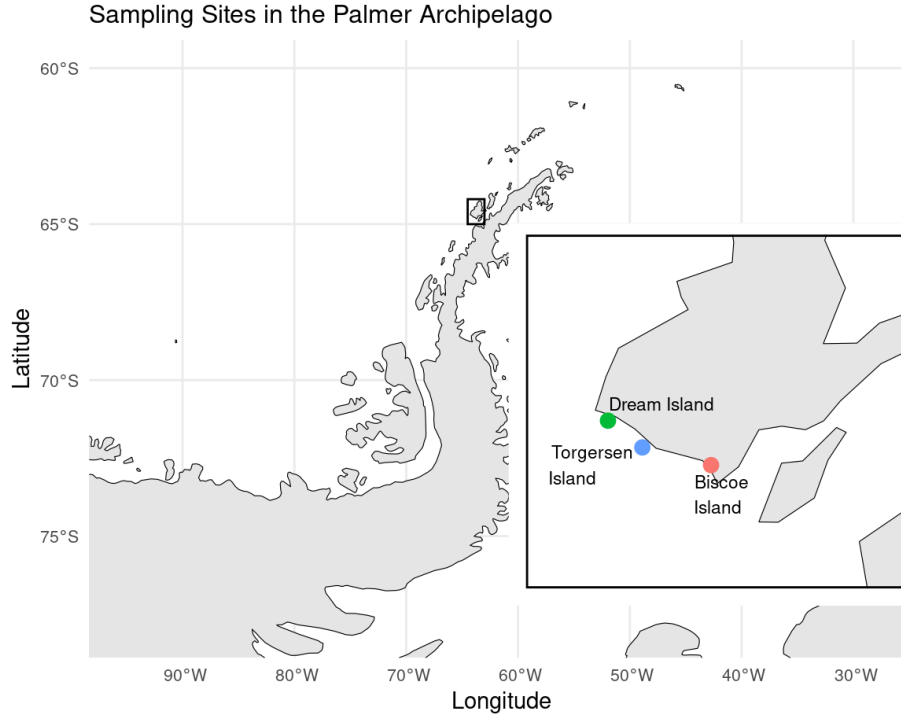 Sampling Sites in the Palmer Archipelago
60°S
65°S
70°S
75°S
Latitude
Dream Island
Torgersen
Island
Biscoe
Island
90°W
80°W
70°W
60°W
50°W
40°W
30°W
Longitude